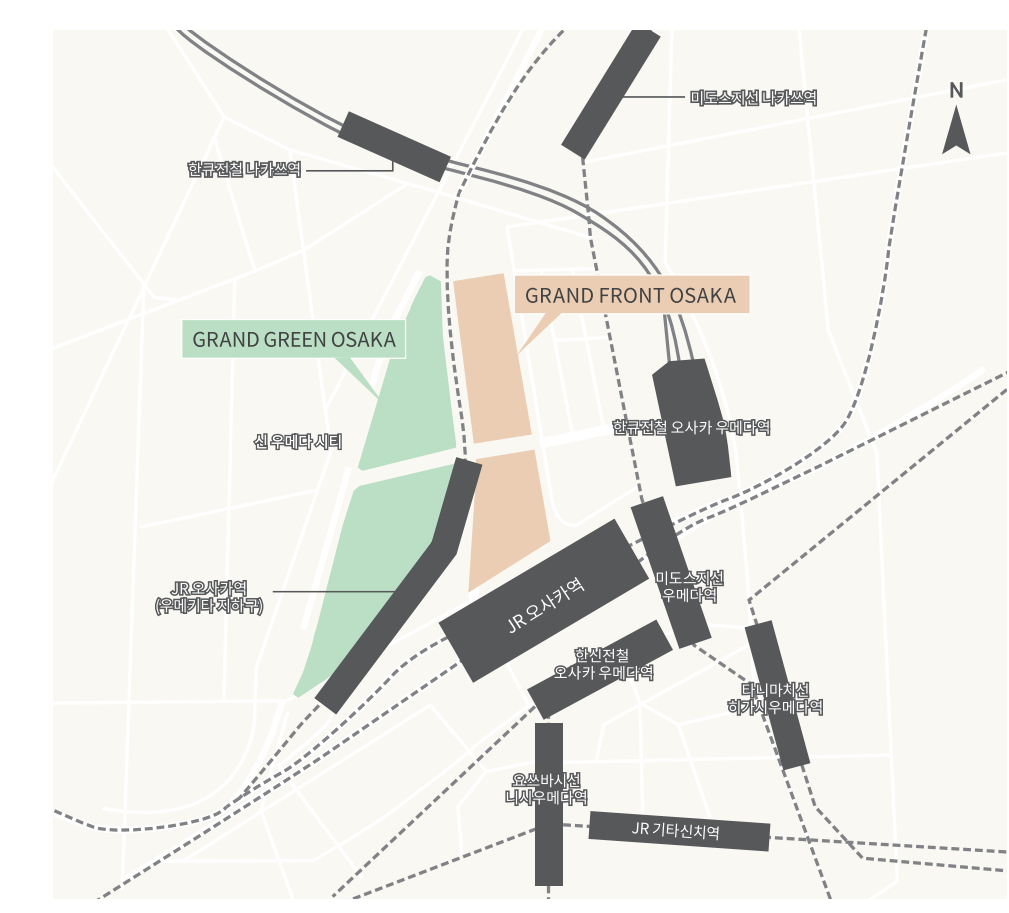 N
미도스지선 나카쓰역
한큐전철 나카쓰역
GRAND FRONT OSAKA
GRAND GREEN OSAKA
한큐전철 오사카 우메다역
신 우메다 시티
JR 오사카역
(우메키타 지하구)
JR 오사카역
미도스지선
우메다역
한신전철
오사카 우메다역
타니마치선
히가시우메다역
요쓰바시선
니시우메다역
JR 기타신치역